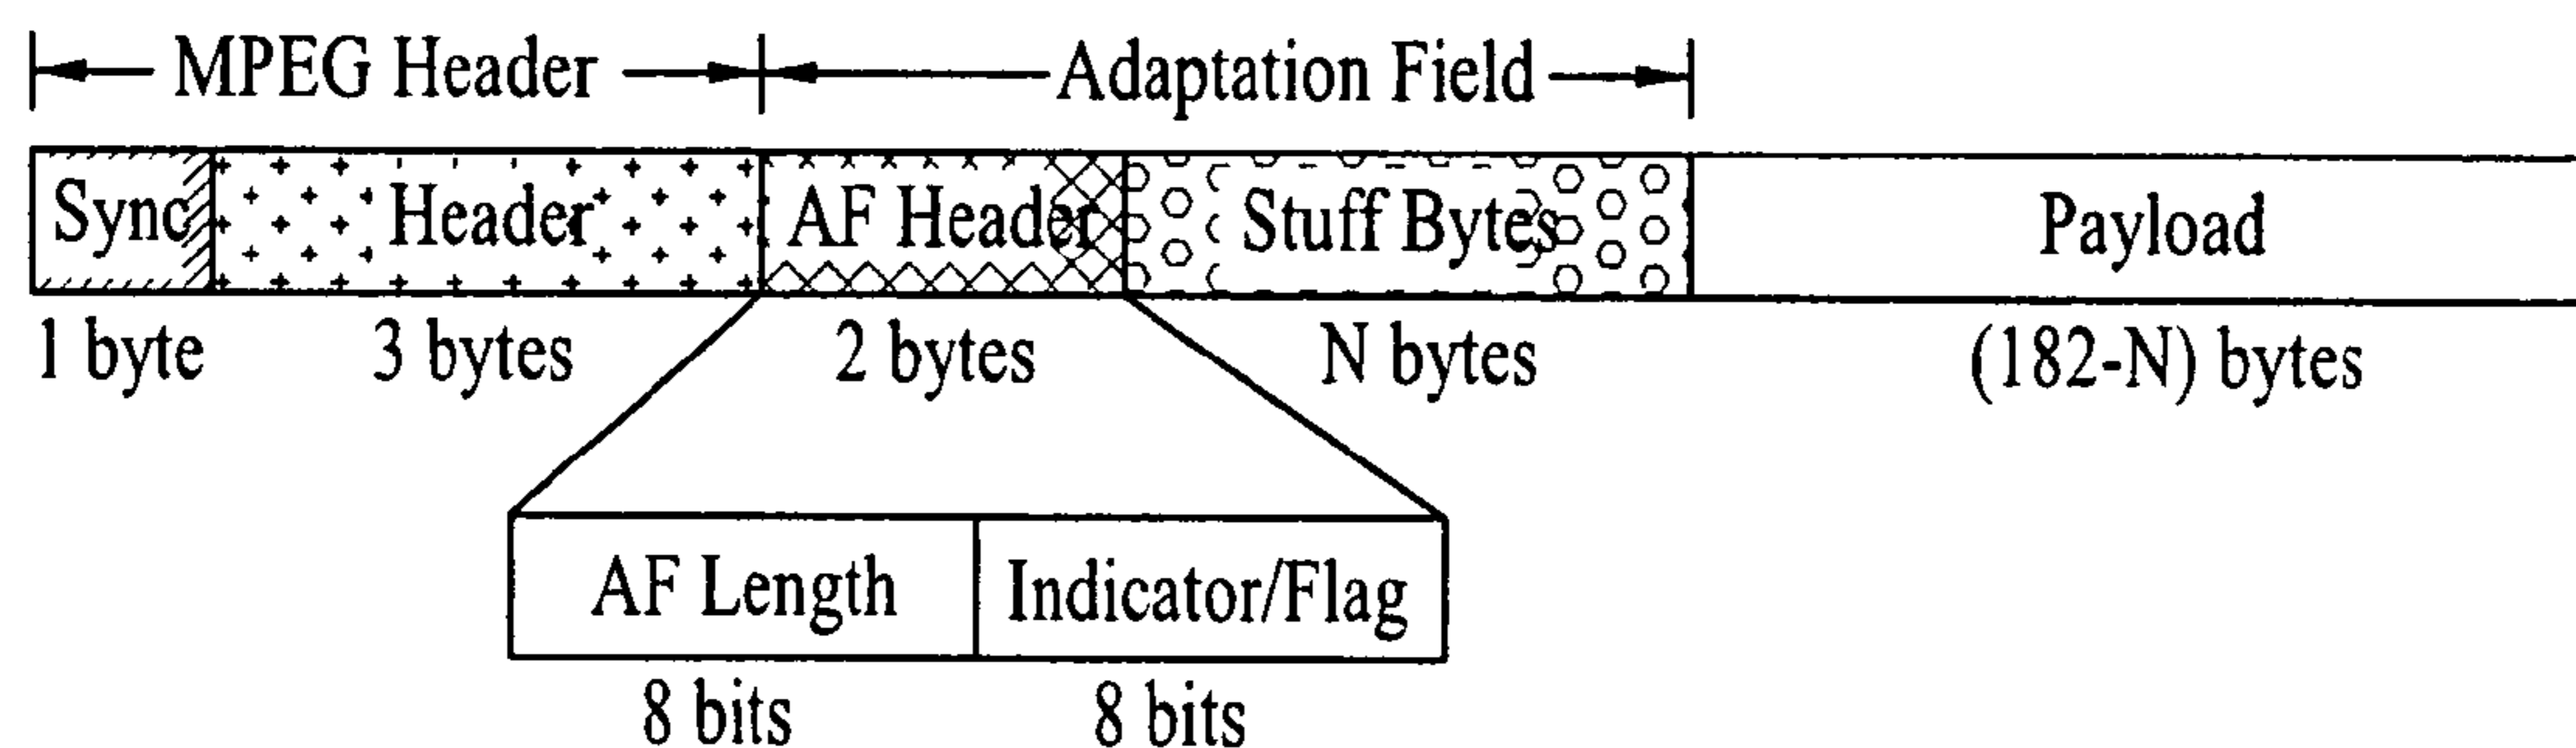 MPEG Header Adaptation Field
Sync Header AF Header Stuff Bytes Payload
1 byte 3 bytes 2 bytes N bytes (182-N) bytes
AF Length Indicator/Flag
8 bits 8 bits